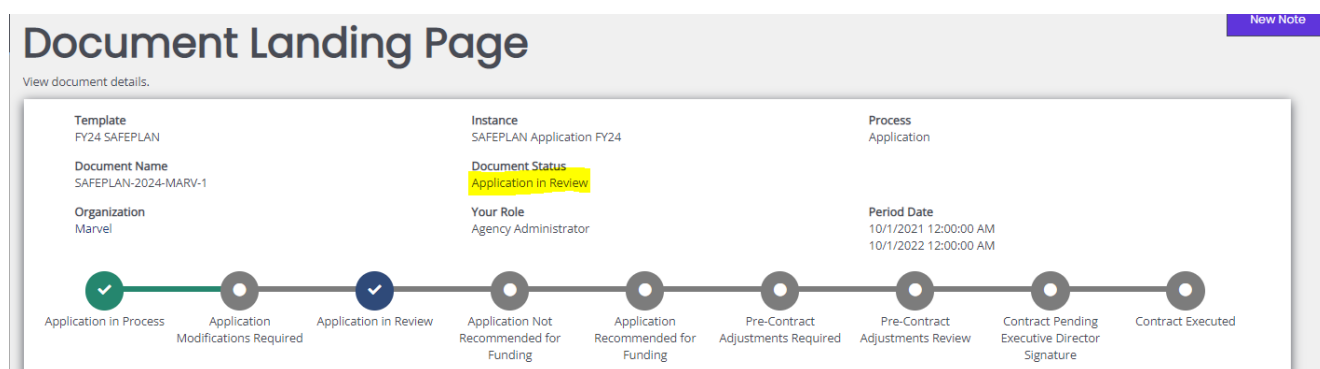 New Note
Document Landing Page
View document details.
Template
FY24 SAFEPLAN
Instance
SAFEPLAN Application FY24
Process
Application
Document Name
SAFEPLAN-2024-MARV-1
Document Status
Application in Review
Organization
Marvel
Your Role
Agency Administrator
Period Date
10/1/2021 12:00:00 AM
10/1/2022 12:00:00 AM
Application in Process
Application
Modifications Required
Application in Review
Application Not
Recommended for
Funding
Application
Recommended for
Funding
Pre-Contract
Adjustments Required
Pre-Contract
Adjustments Review
Contract Pending
Executive Director
Signature
Contract Executed